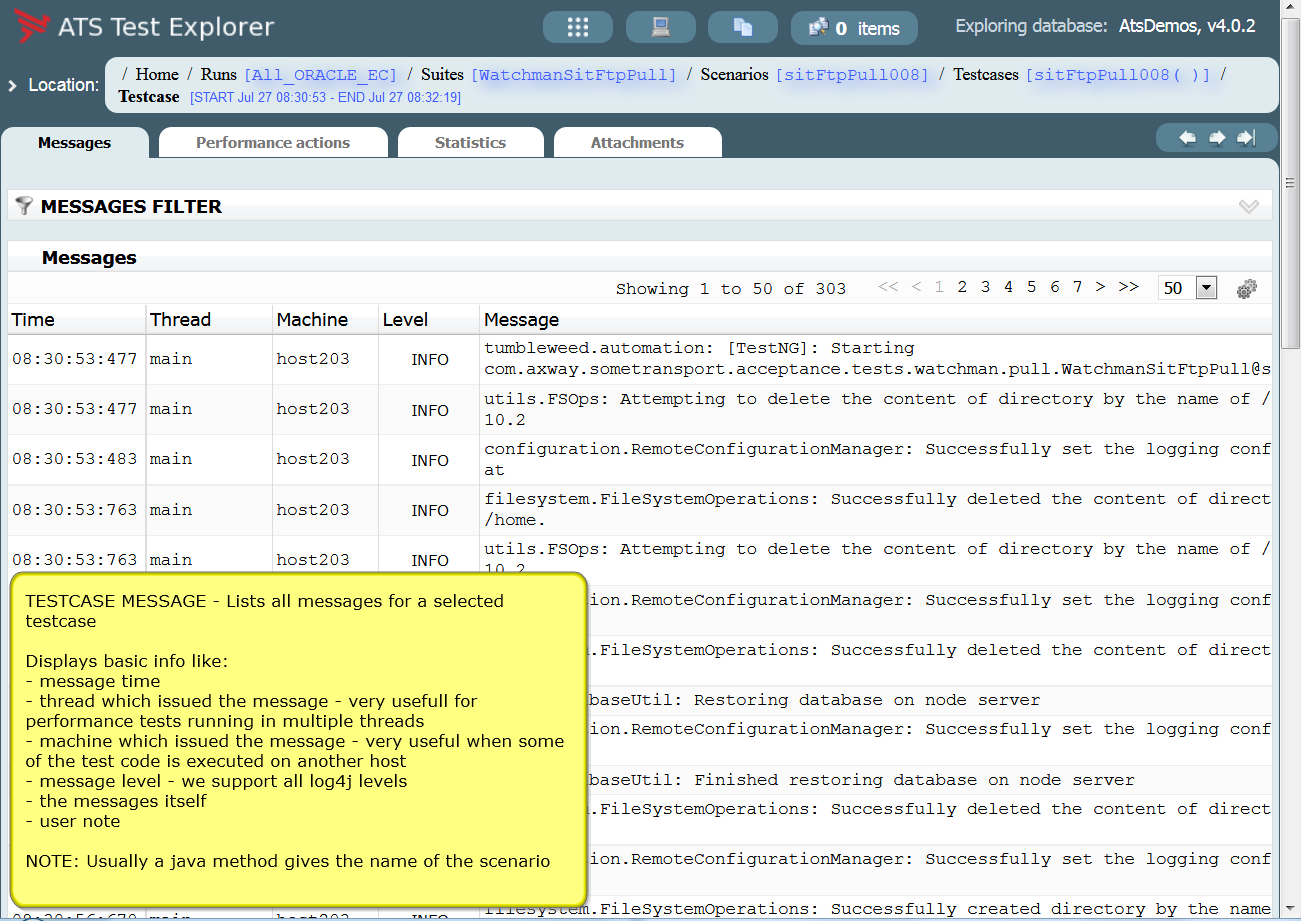 ATS Test Explorer
0 items
Exploring database: AtsDemos, v4.0.2
Location:
/ Home / Runs [All_ORACLE_EC] / Suites [WatchmanSitFtpPull] / Scenarios [sitFtpPull008] / Testcases [sitFtpPull008( )] /
Testcase [START Jul 27 08:30:53 - END Jul 27 08:32:19]
Messages Performance actions Statistics Attachments
MESSAGES FILTER
Messages
Showing 1 to 50 of 303 << < 1 2 3 4 5 6 7 > >> 50
Time Thread Machine Level Message
08:30:53:477 main host203 INFO tumbleweed.automation: [TestNG]: Starting
com.axway.sometransport.acceptance.tests.watchman.pull.WatchmanSitFtpPull@s
08:30:53:477 main host203 INFO utils.FSOps: Attempting to delete the content of directory by the name of /
10.2
08:30:53:483 main host203 INFO configuration.RemoteConfigurationManager: Successfully set the logging conf
at
08:30:53:763 main host203 INFO filesystem.FileSystemOperations: Successfully deleted the content of direct
/home.
08:30:53:763 main host203 INFO utils.FSOps: Attempting to delete the content of directory by the name of /
10.2
ion.RemoteConfigurationManager: Successfully set the logging conf
.FileSystemOperations: Successfully deleted the content of direct
baseUtil: Restoring database on node server
ion.RemoteConfigurationManager: Successfully set the logging conf
baseUtil: Finished restoring database on node server
m.FileSystemOperations: Successfully deleted the content of direct
ion.RemoteConfigurationManager: Successfully set the logging conf
08:30:56:670 main host203 INFO filesystem.FileSystemOperations: Successfully created directory by the name
TESTCASE MESSAGE - Lists all messages for a selected
testcase
Displays basic info like:
- message time
- thread which issued the message - very usefull for
performance tests running in multiple threads
- machine which issued the message - very useful when some
of the test code is executed on another host
- message level - we support all log4j levels
- the messages itself
- user note
NOTE: Usually a java method gives the name of the scenario